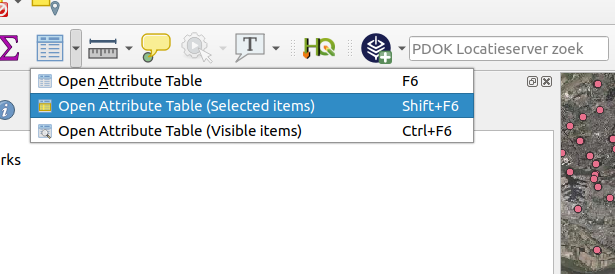 Σ
T
HQ
PDOK Locatieserver zoek
Open Attribute Table F6
Open Attribute Table (Selected items) Shift+F6
Open Attribute Table (Visible items) Ctrl+F6
i
rks